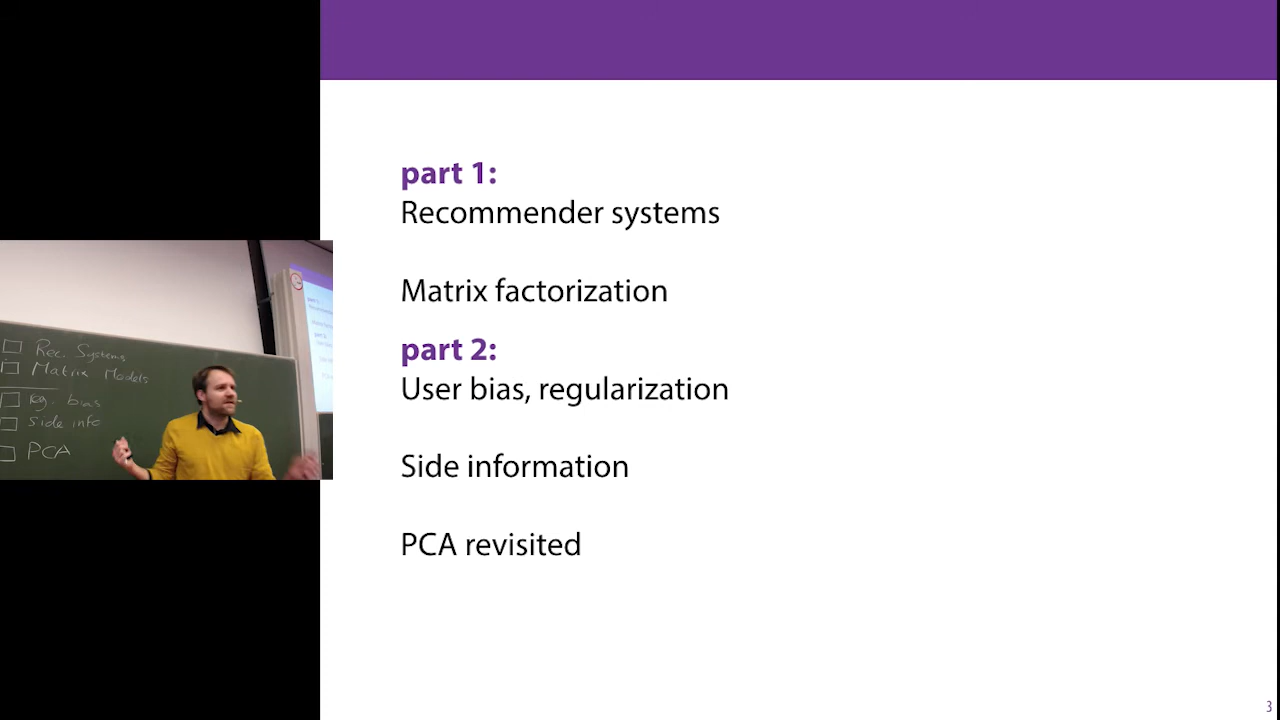 part 1:
Recommender systems
Matrix factorization
part 2:
User bias, regularization
Side information
PCA revisited
3
Rec. Systems
Matrix Models
Reg. bias
Side info
PCA